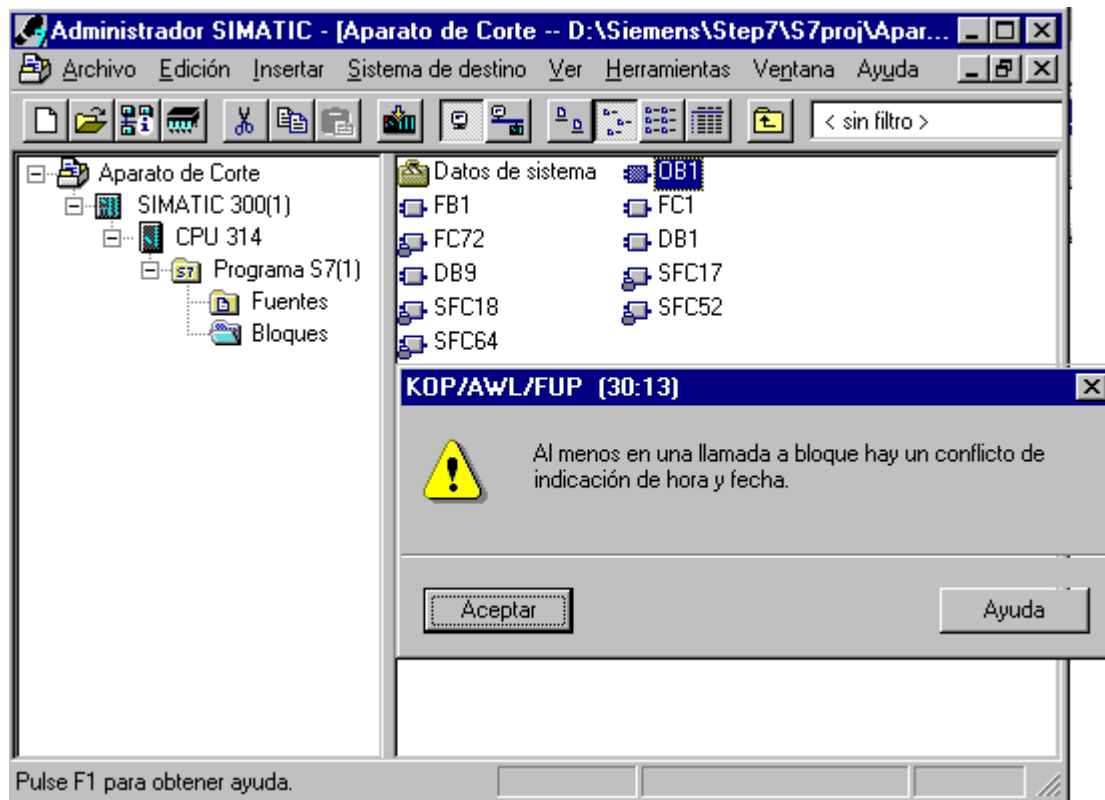 Administrador SIMATIC - [Aparato de Corte -- D:\Siemens\Step7\S7proj\Apar...
Archivo Edición Insertar Sistema de destino Ver Herramientas Ventana Ayuda
< sin filtro >
Aparato de Corte
SIMATIC 300(1)
CPU 314
S7 Programa S7(1)
Fuentes
Bloques
Datos de sistema OB1
FB1 FC1
FC72 DB1
DB9 SFC17
SFC18 SFC52
SFC64
KOP/AWL/FUP (30:13)
Al menos en una llamada a bloque hay un conflicto de
indicación de hora y fecha.
Aceptar Ayuda
Pulse F1 para obtener ayuda.